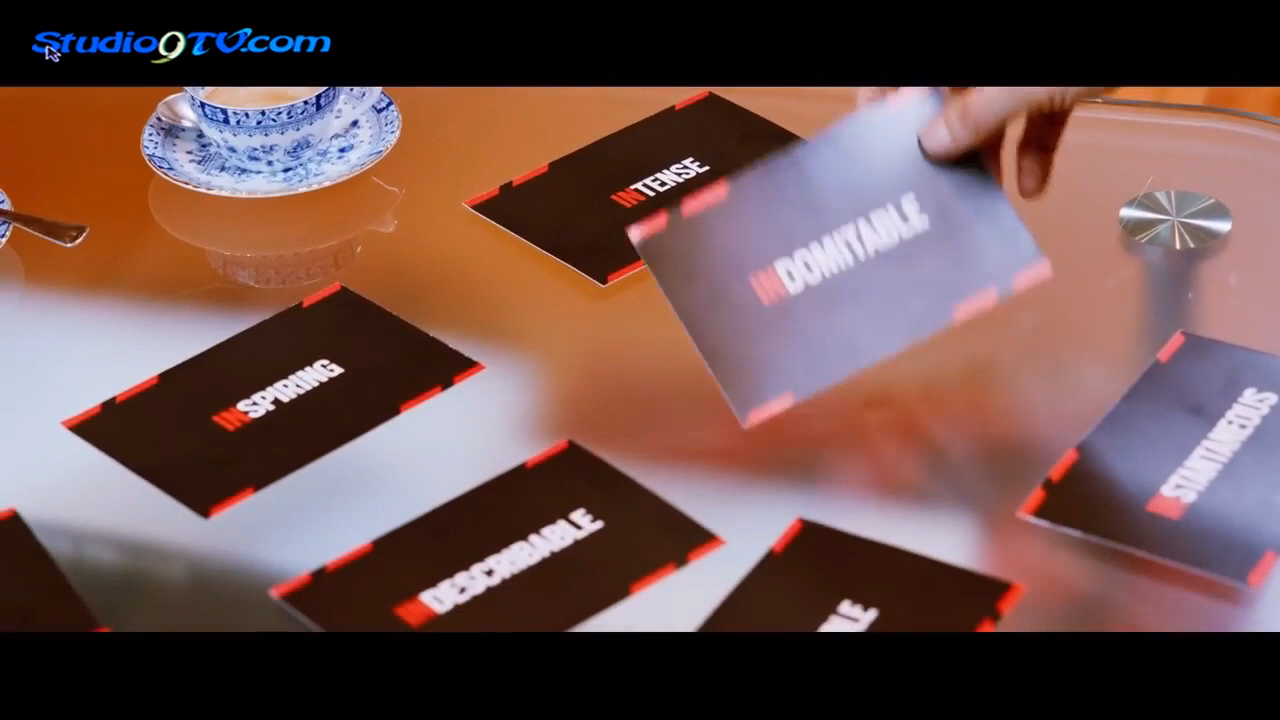 Studio9TV.com
INTENSE
INDOMITABLE
INSPIRING
INSTANTANEOUS
INDESCRIBABLE